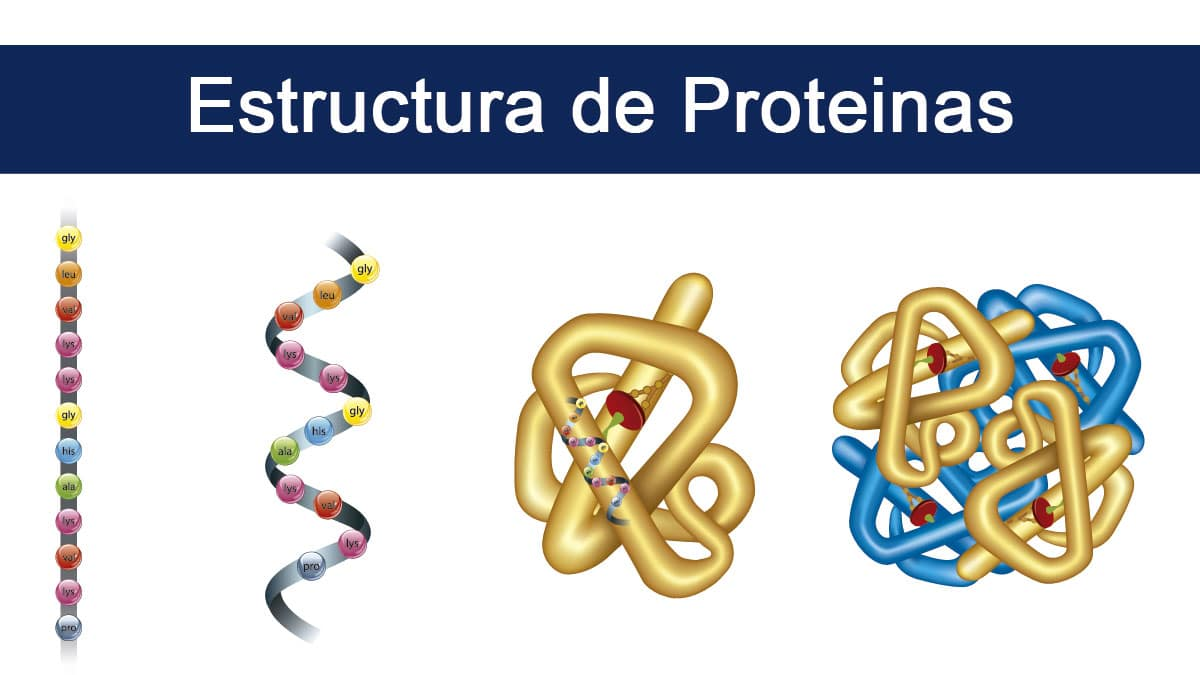 Estructura de Proteinas
gly
leu
val
lys
lys
gly
his
ala
lys
val
lys
pro
gly
leu
val
lys
lys
gly
his
ala
lys
val
lys
pro